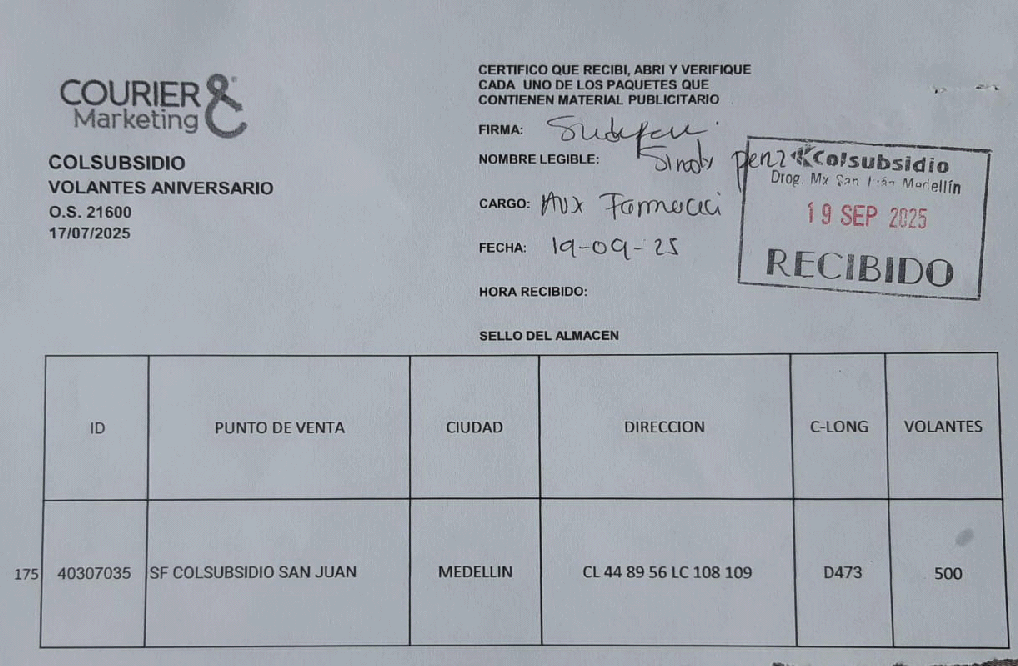 COURIER &
Marketing
COLSUBSIDIO
VOLANTES ANIVERSARIO
O.S. 21600
17/07/2025
CERTIFICO QUE RECIBI, ABRI Y VERIFIQUE
CADA UNO DE LOS PAQUETES QUE
CONTIENEN MATERIAL PUBLICITARIO
FIRMA:
NOMBRE LEGIBLE:
CARGO: Aux
FECHA: 19-09-25
HORA RECIBIDO:
SELLO DEL ALMACEN
Colsubsidio
Drog. Mx San Juan Medellín
19 SEP 2025
RECIBIDO
ID PUNTO DE VENTA CIUDAD DIRECCION C-LONG VOLANTES
175 40307035 SF COLSUBSIDIO SAN JUAN MEDELLIN CL 44 89 56 LC 108 109 D473 500